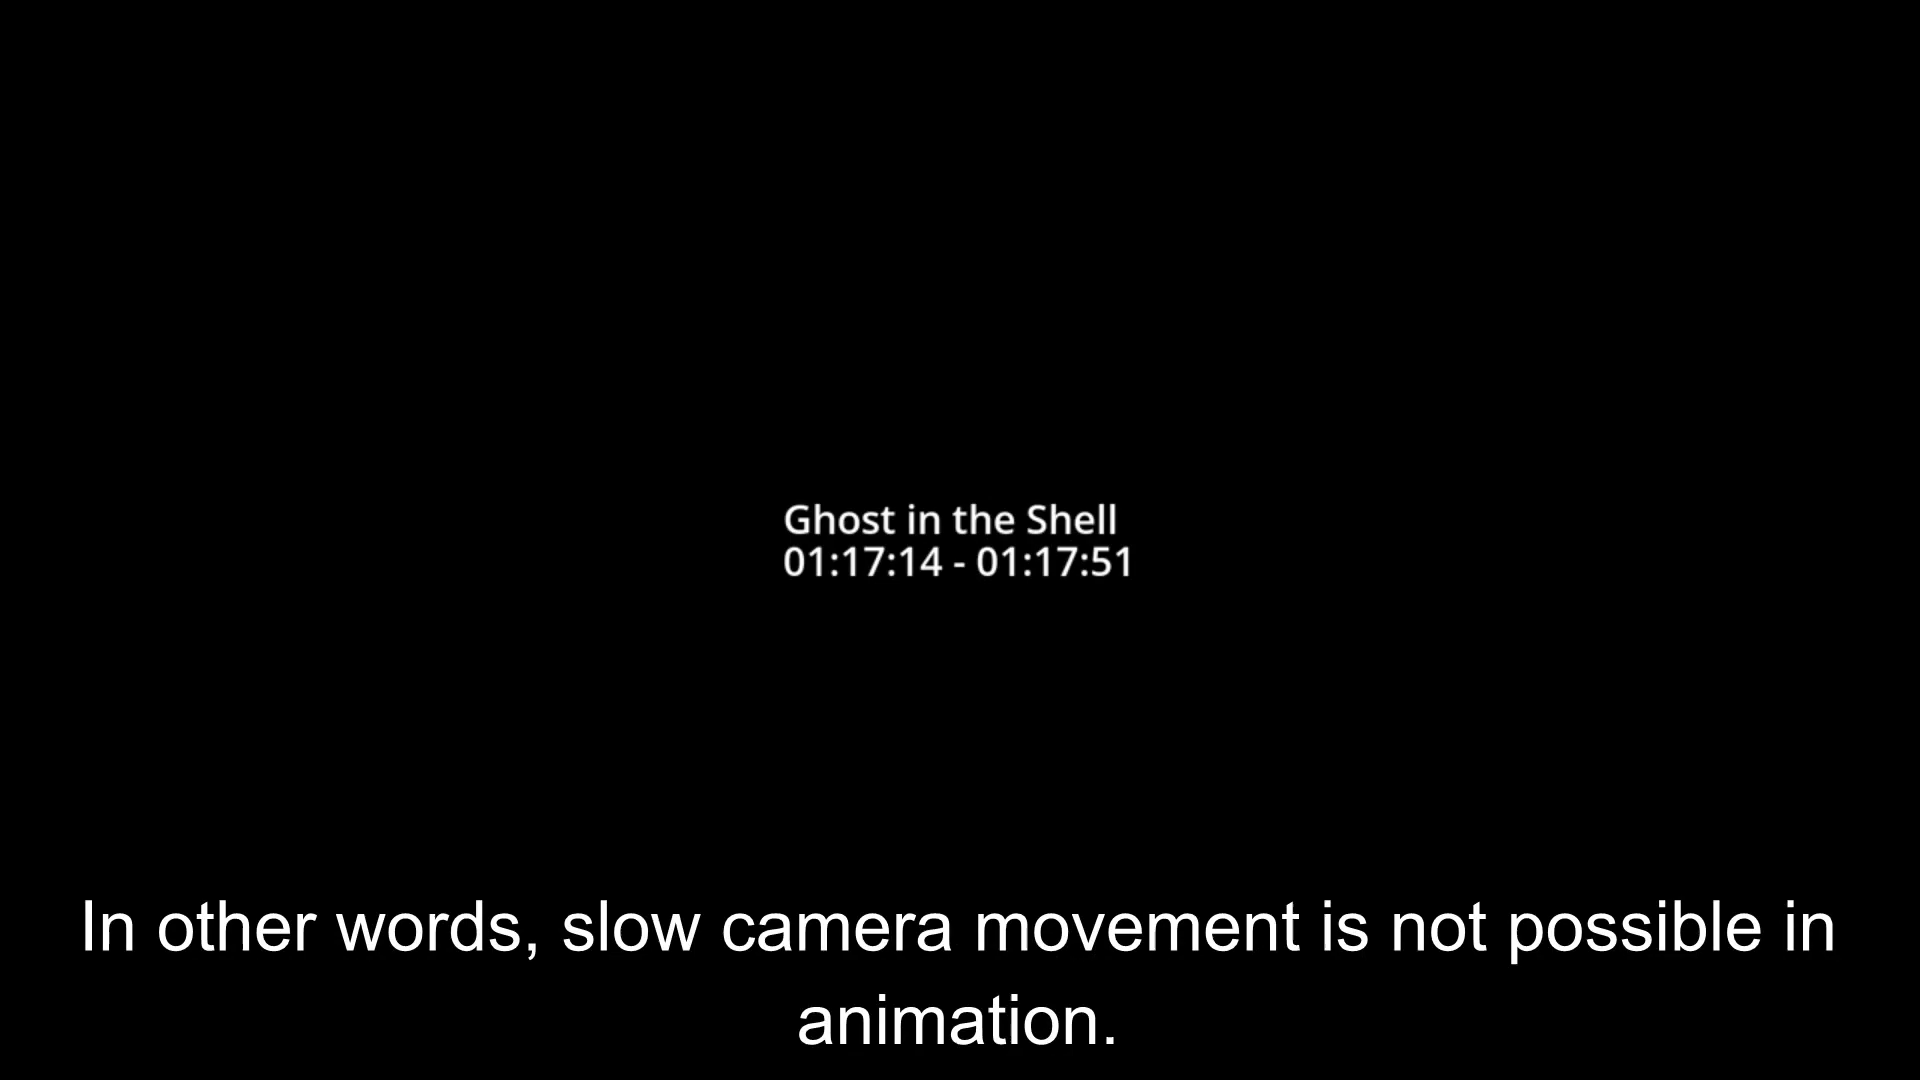 Ghost in the Shell
01:17:14 - 01:17:51
In other words, slow camera movement is not possible in
animation.